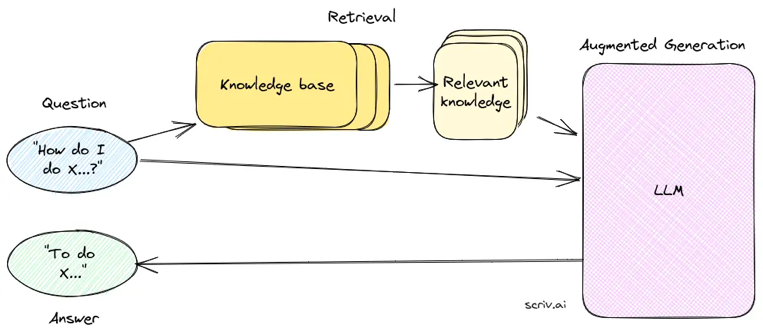 Retrieval
Augmented Generation
Knowledge base
Relevant
knowledge
Question
"How do I
do X...?"
LLM
"To do
X..."
scriv.ai
Answer